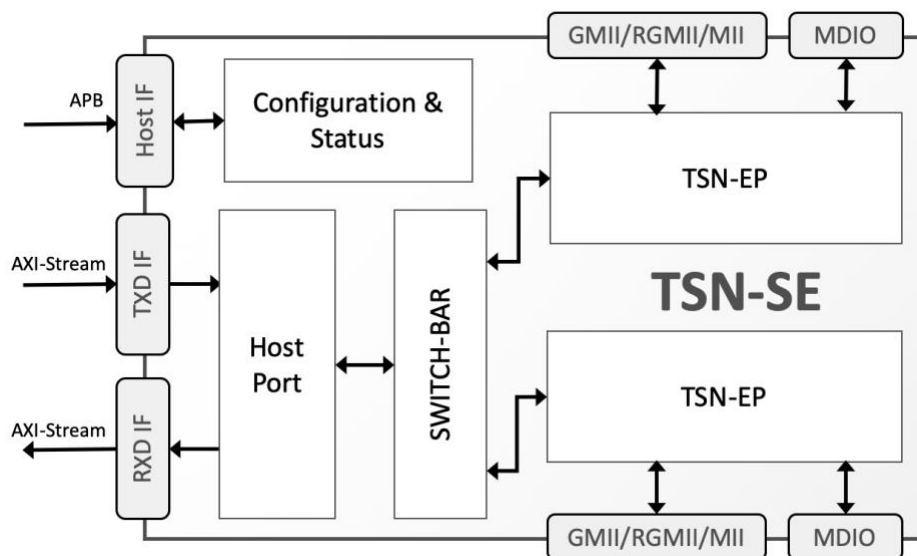 GMII/RGMII/MII
MDIO
APB
Host IF
Configuration &
Status
TSN-EP
AXI-Stream
TXD IF
Host
Port
SWITCH-BAR
TSN-SE
AXI-Stream
RXD IF
TSN-EP
GMII/RGMII/MII
MDIO